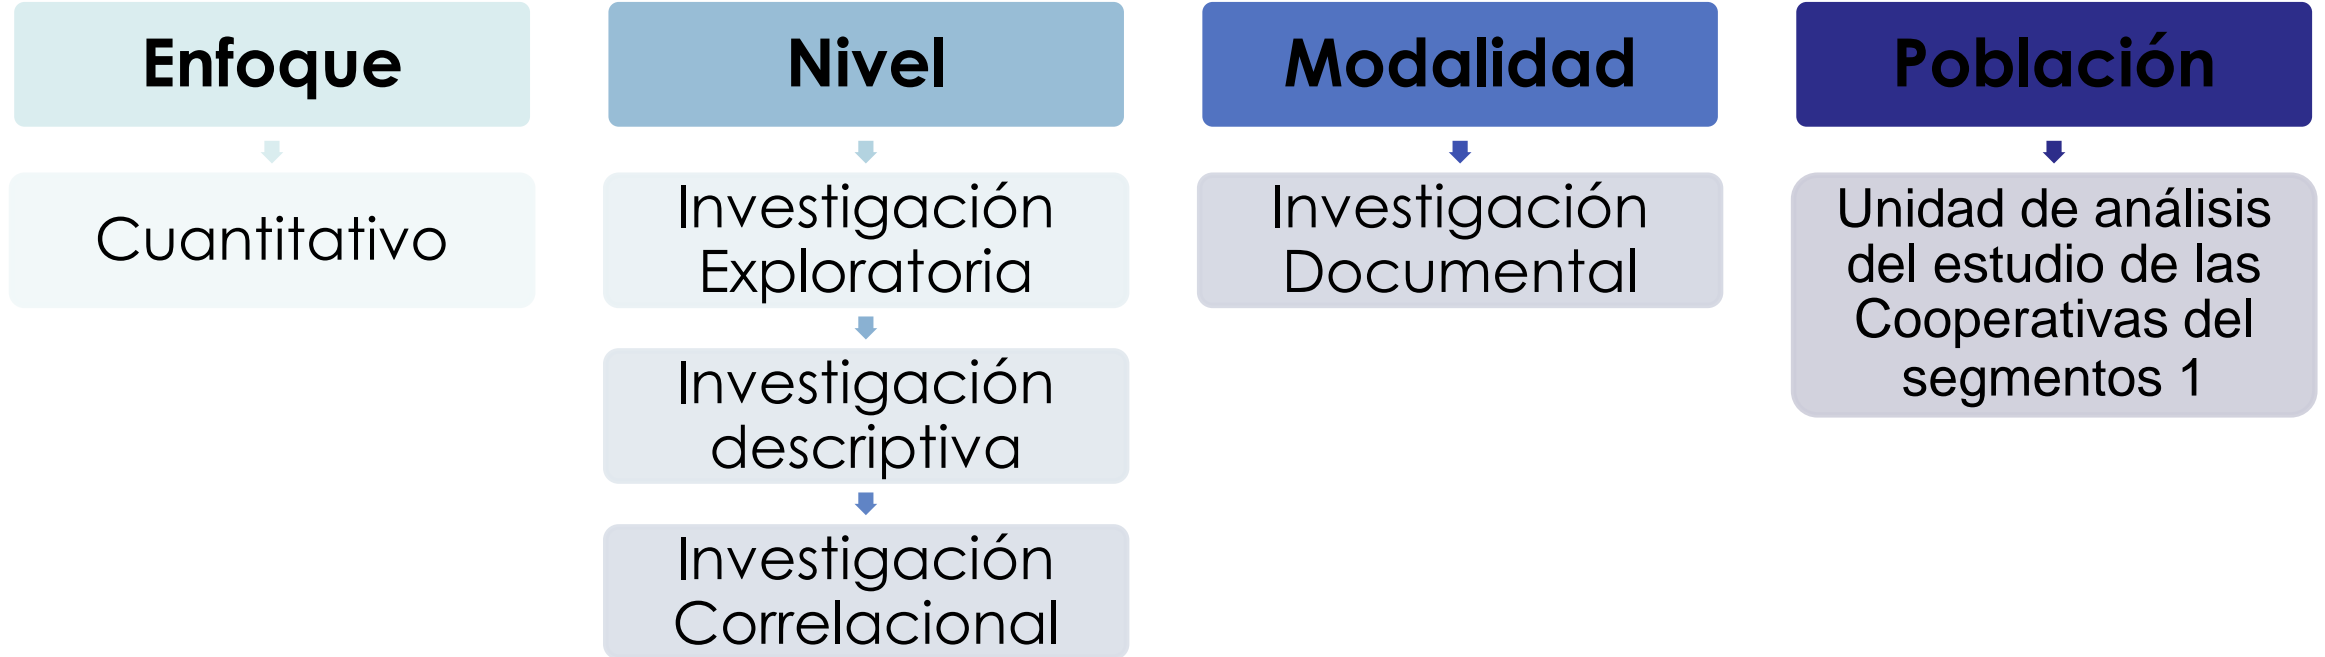 Enfoque
Cuantitativo
Nivel
Investigación
Exploratoria
Investigación
descriptiva
Investigación
Correlacional
Modalidad
Investigación
Documental
Población
Unidad de análisis
del estudio de las
Cooperativas del
segmentos 1